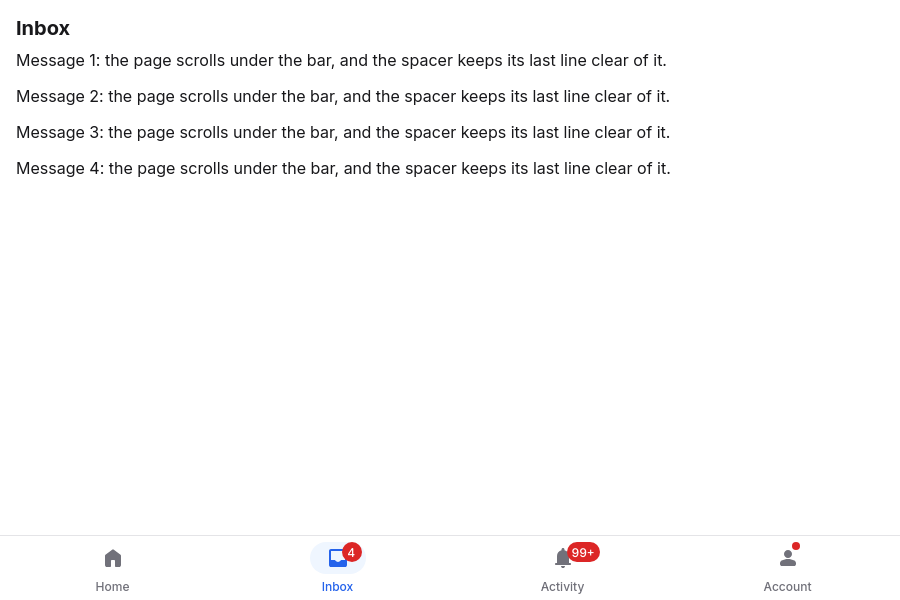 Inbox
Message 1: the page scrolls under the bar, and the spacer keeps its last line clear of it.
Message 2: the page scrolls under the bar, and the spacer keeps its last line clear of it.
Message 3: the page scrolls under the bar, and the spacer keeps its last line clear of it.
Message 4: the page scrolls under the bar, and the spacer keeps its last line clear of it.
4
99+
Home
Inbox
Activity
Account